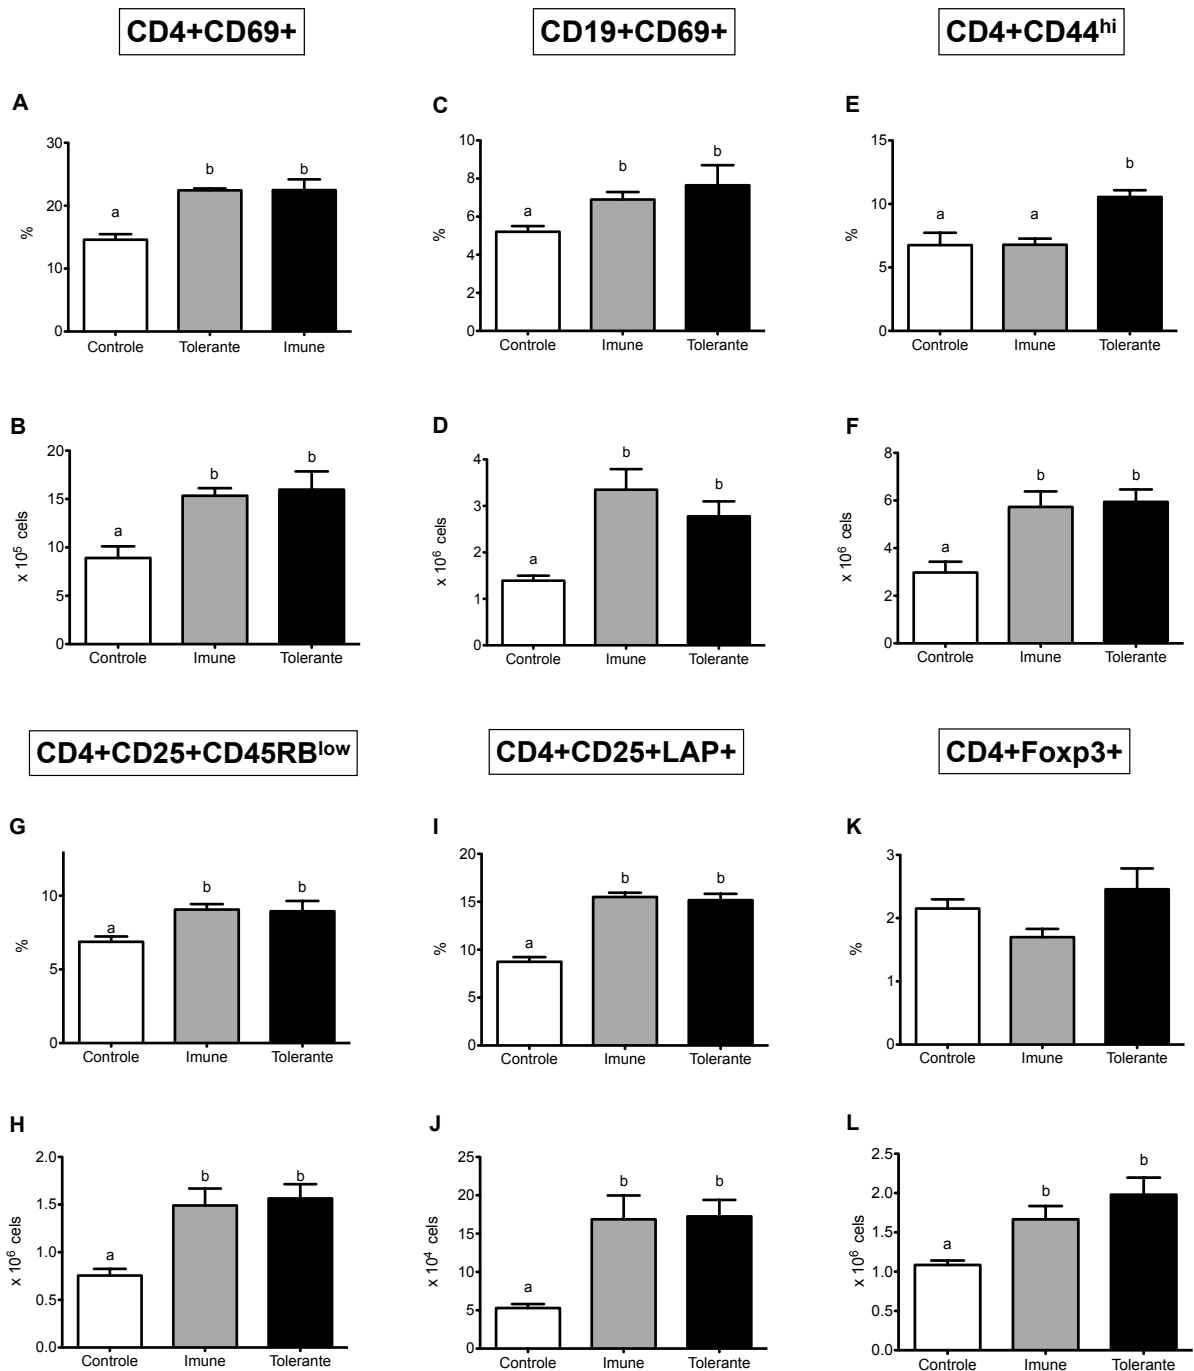 CD4+CD69+
CD19+CD69+
CD4+CD44hi
A
30
20
10
0
%
a
b
b
Controle Tolerante Imune
C
10
8
6
4
2
0
%
a
b
b
Controle Imune Tolerante
E
15
10
5
0
%
a
a
b
Controle Imune Tolerante
B
20
15
10
5
0
x 10⁵ cels
a
b
b
Controle Imune Tolerante
D
4
3
2
1
0
x 10⁶ cels
a
b
b
Controle Imune Tolerante
F
8
6
4
2
0
x 10⁶ cels
a
b
b
Controle Imune Tolerante
CD4+CD25+CD45RBlow
CD4+CD25+LAP+
CD4+Foxp3+
G
10
5
0
%
a
b
b
Controle Imune Tolerante
I
20
15
10
5
0
%
a
b
b
Controle Imune Tolerante
K
3
2
1
0
%
Controle Imune Tolerante
H
2.0
1.5
1.0
0.5
0.0
x 10⁶ cels
a
b
b
Controle Imune Tolerante
J
25
20
15
10
5
0
x 10⁴ cels
a
b
b
Controle Imune Tolerante
L
2.5
2.0
1.5
1.0
0.5
0.0
x 10⁶ cels
a
b
b
Controle Imune Tolerante